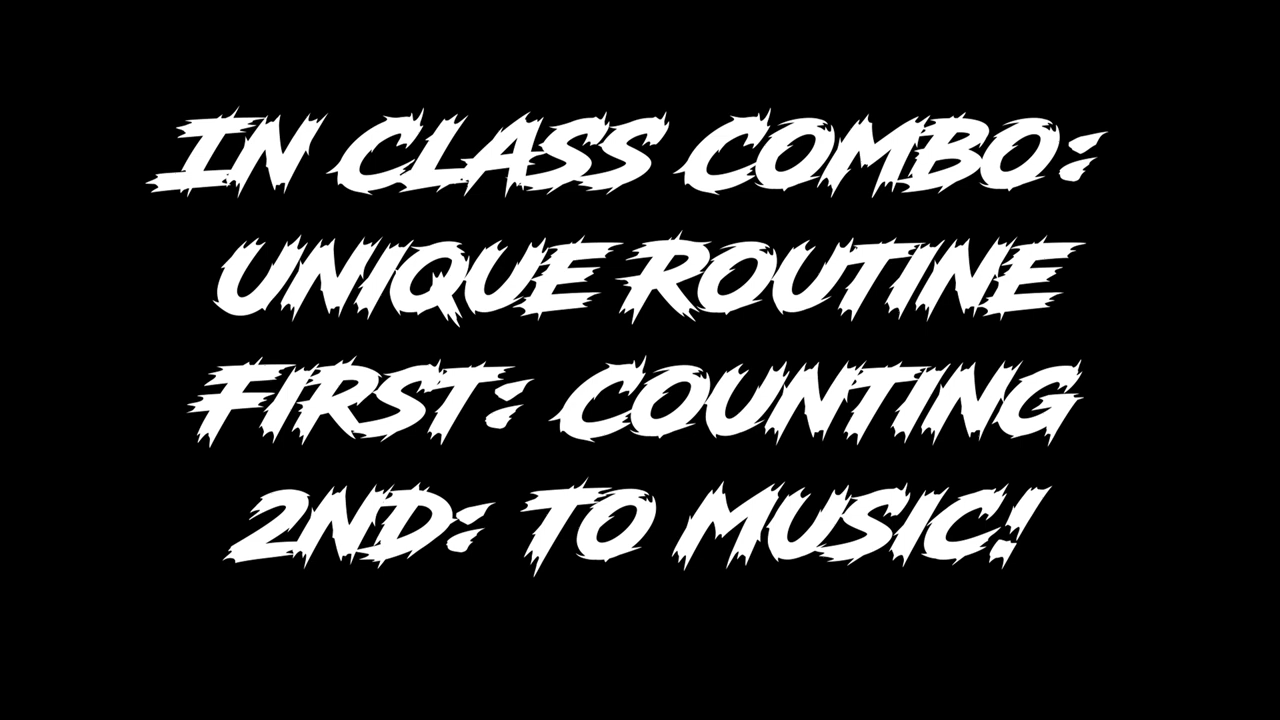 In Class Combo:
Unique Routine
First: Counting
2nd: To Music!